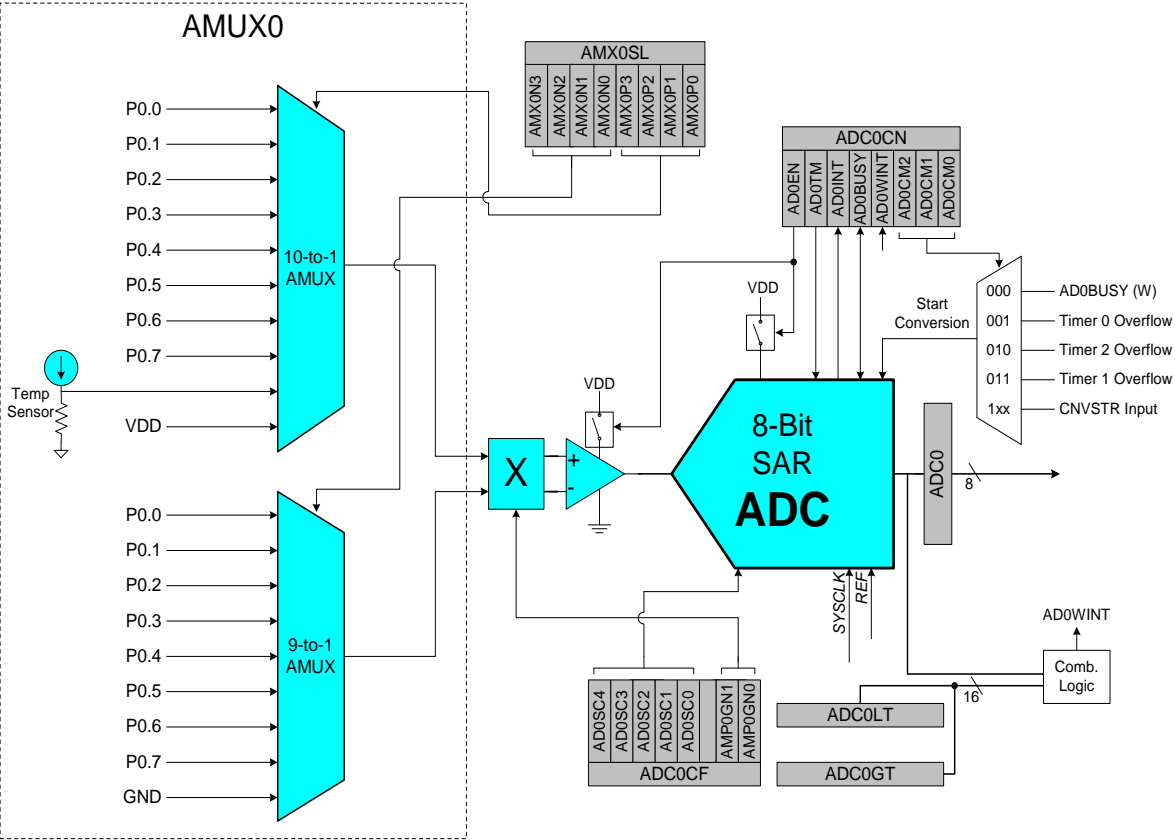 AMUX0
P0.0
P0.1
P0.2
P0.3
P0.4
P0.5
P0.6
P0.7
Temp
Sensor
VDD
10-to-1
AMUX
P0.0
P0.1
P0.2
P0.3
P0.4
P0.5
P0.6
P0.7
GND
9-to-1
AMUX
AMX0SL
AMX0N3
AMX0N2
AMX0N1
AMX0N0
AMX0P3
AMX0P2
AMX0P1
AMX0P0
ADC0CN
AD0EN
AD0TM
AD0INT
AD0BUSY
AD0WINT
AD0CM2
AD0CM1
AD0CM0
VDD
VDD
Start
Conversion
000
AD0BUSY (W)
001
Timer 0 Overflow
010
Timer 2 Overflow
011
Timer 1 Overflow
1xx
CNVSTR Input
X
+
-
8-Bit
SAR
ADC
ADC0
8
SYSCLK
REF
AD0WINT
Comb.
Logic
16
ADC0LT
ADC0GT
AD0SC4
AD0SC3
AD0SC2
AD0SC1
AD0SC0
AMP0GN1
AMP0GN0
ADC0CF